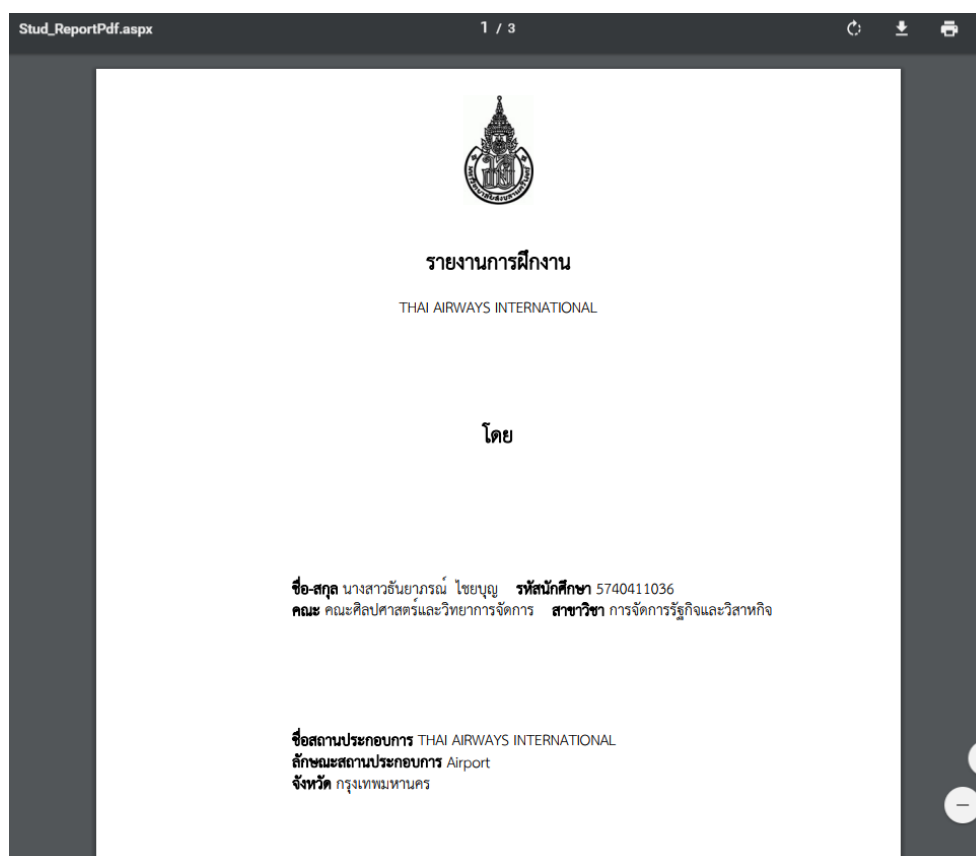 Stud_ReportPdf.aspx 1 / 3
รายงานการฝึกงาน
THAI AIRWAYS INTERNATIONAL
โดย
ชื่อ-สกุล นางสาวธันยาภรณ์ ไชยบุญ รหัสนักศึกษา 5740411036
คณะ คณะศิลปศาสตร์และวิทยาการจัดการ สาขาวิชา การจัดการรัฐกิจและวิสาหกิจ
ชื่อสถานประกอบการ THAI AIRWAYS INTERNATIONAL
ลักษณะสถานประกอบการ Airport
จังหวัด กรุงเทพมหานคร